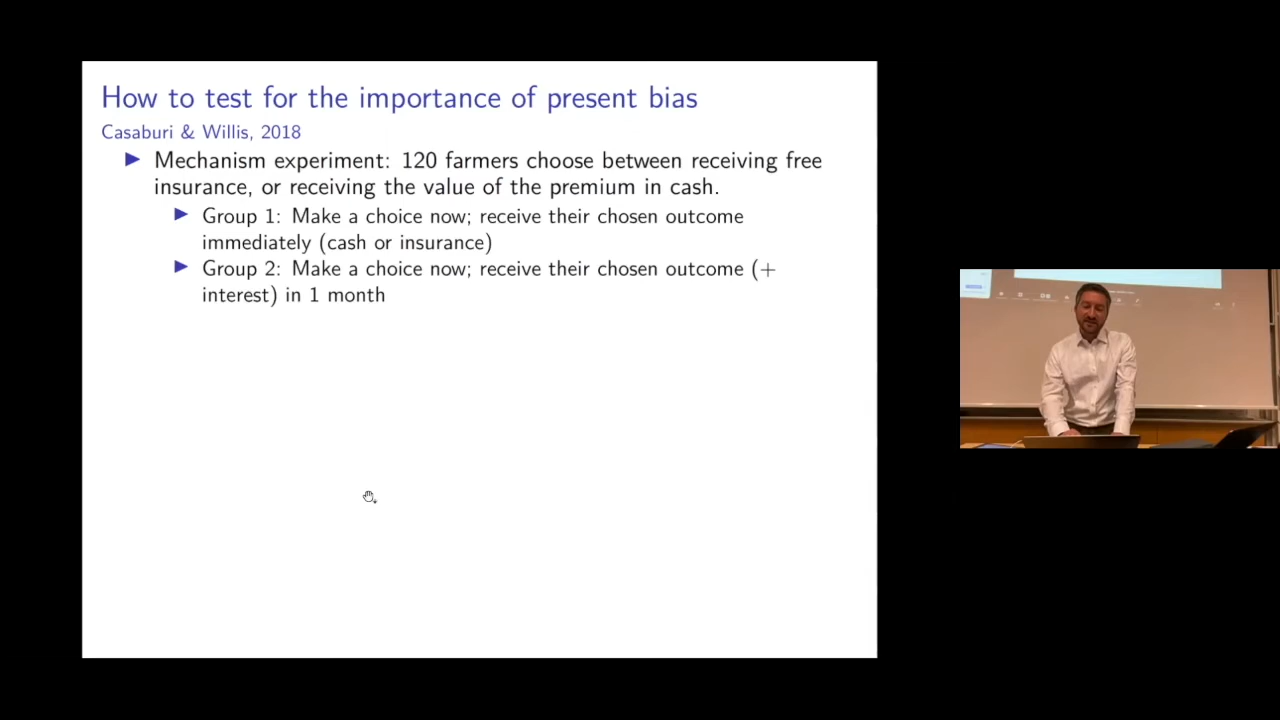 How to test for the importance of present bias
Casaburi & Willis, 2018
▶ Mechanism experiment: 120 farmers choose between receiving free
insurance, or receiving the value of the premium in cash.
▶ Group 1: Make a choice now; receive their chosen outcome
immediately (cash or insurance)
▶ Group 2: Make a choice now; receive their chosen outcome (+
interest) in 1 month